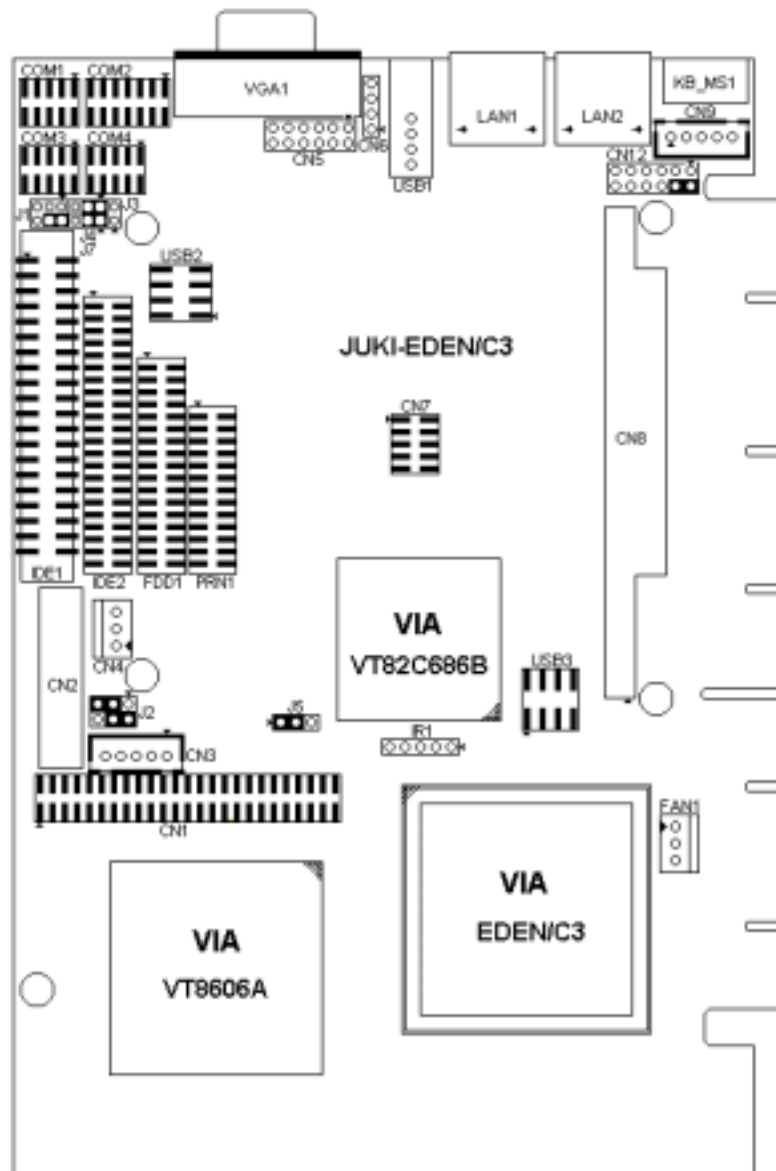 COM1
COM2
VGA1
CN5
CN6
USB1
LAN1
LAN2
KB_MS1
CN9
COM3
COM4
CN12
J1
J3
USB2
JUKI-EDEN/C3
CN7
CN8
IDE1
IDE2
FDD1
PRN1
VIA
VT82C686B
CN4
CN2
USB3
J2
J5
IR1
CN3
CN1
FAN1
VIA
EDEN/C3
VIA
VT8606A